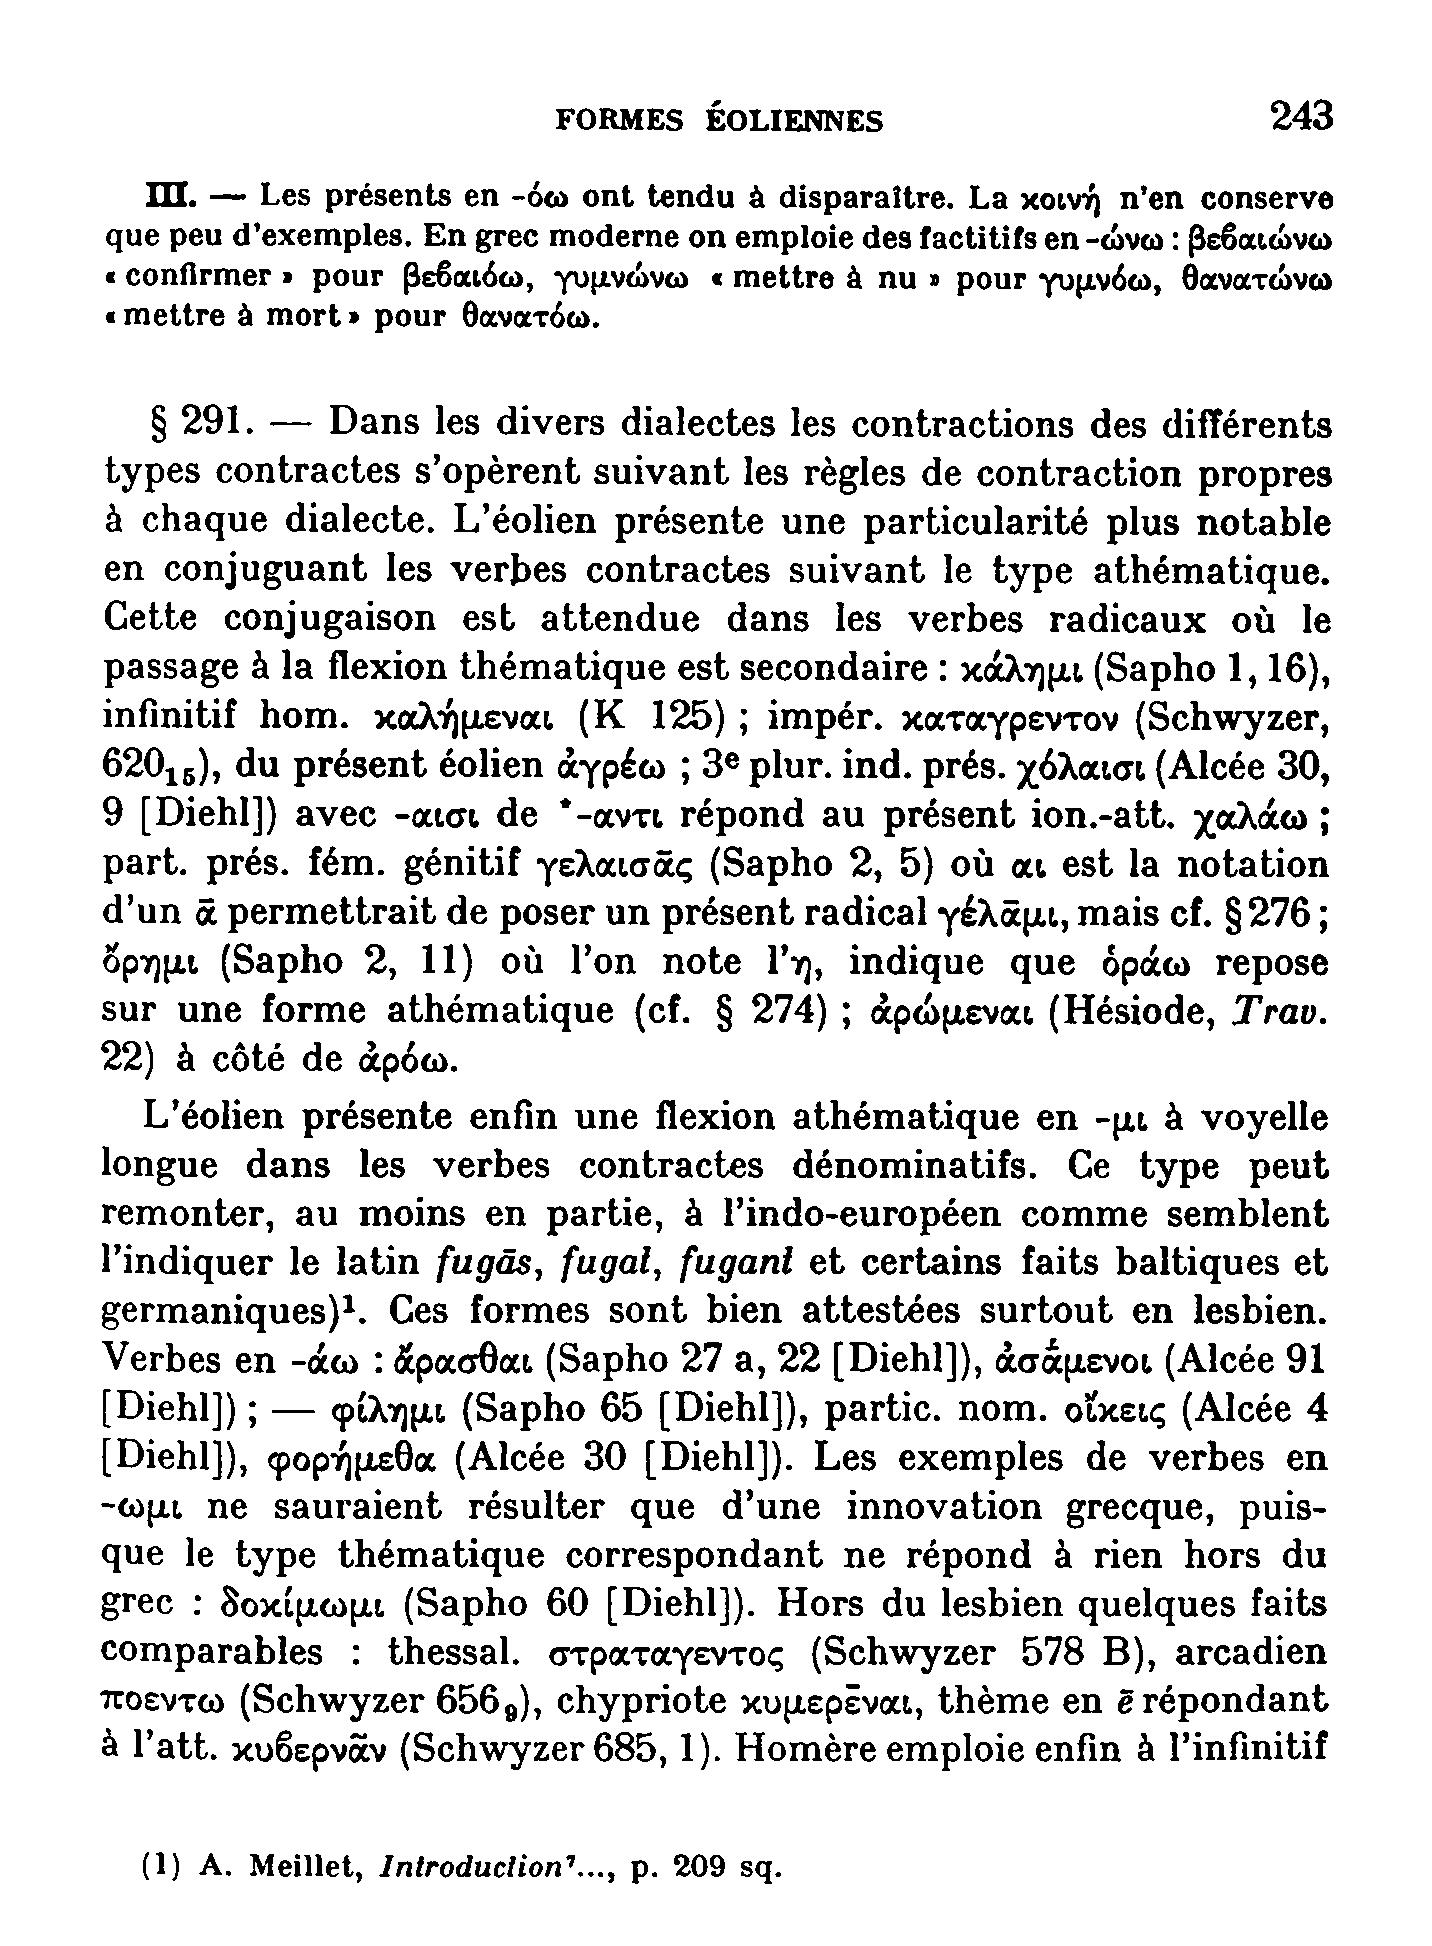 FORMES ÉOLIENNES 243
III. — Les présents en -όω ont tendu à disparaître. La κοινή n'en conserve
que peu d'exemples. En grec moderne on emploie des factitifs en -ώνω : βεϐαιώνω
« confirmer » pour βεϐαιόω, γυμνώνω « mettre à nu » pour γυμνόω, θανατώνω
« mettre à mort » pour θανατόω.
§ 291. — Dans les divers dialectes les contractions des différents
types contractes s'opèrent suivant les règles de contraction propres
à chaque dialecte. L'éolien présente une particularité plus notable
en conjuguant les verbes contractes suivant le type athématique.
Cette conjugaison est attendue dans les verbes radicaux où le
passage à la flexion thématique est secondaire : κάλημι (Sapho 1, 16),
infinitif hom. καλήμεναι (K 125) ; impér. καταγρεντον (Schwyzer,
620₁₅), du présent éolien ἀγρέω ; 3e plur. ind. prés. χόλαισι (Alcée 30,
9 [Diehl]) avec -αισι de *-αντι répond au présent ion.-att. χαλάω ;
part. prés. fém. génitif γελαισᾱς (Sapho 2, 5) où αι est la notation
d'un ᾱ permettrait de poser un présent radical γέλᾱμι, mais cf. § 276 ;
ὄρημι (Sapho 2, 11) où l'on note l'η, indique que ὁράω repose
sur une forme athématique (cf. § 274) ; ἀρώμεναι (Hésiode, Trav.
22) à côté de ἀρόω.
L'éolien présente enfin une flexion athématique en -μι à voyelle
longue dans les verbes contractes dénominatifs. Ce type peut
remonter, au moins en partie, à l'indo-européen comme semblent
l'indiquer le latin fugās, fugat, fugant et certains faits baltiques et
germaniques)¹. Ces formes sont bien attestées surtout en lesbien.
Verbes en -άω : ἄρασθαι (Sapho 27 a, 22 [Diehl]), ἀσάμενοι (Alcée 91
[Diehl]) ; — φίλημι (Sapho 65 [Diehl]), partic. nom. οἴκεις (Alcée 4
[Diehl]), φορήμεθα (Alcée 30 [Diehl]). Les exemples de verbes en
-ωμι ne sauraient résulter que d'une innovation grecque, puis-
que le type thématique correspondant ne répond à rien hors du
grec : δοκίμωμι (Sapho 60 [Diehl]). Hors du lesbien quelques faits
comparables : thessal. στραταγεντος (Schwyzer 578 B), arcadien
ποεντω (Schwyzer 656₉), chypriote κυμερε̄ναι, thème en ē répondant
à l'att. κυϐερνᾶν (Schwyzer 685, 1). Homère emploie enfin à l'infinitif
(1) A. Meillet, Introduction⁷..., p. 209 sq.